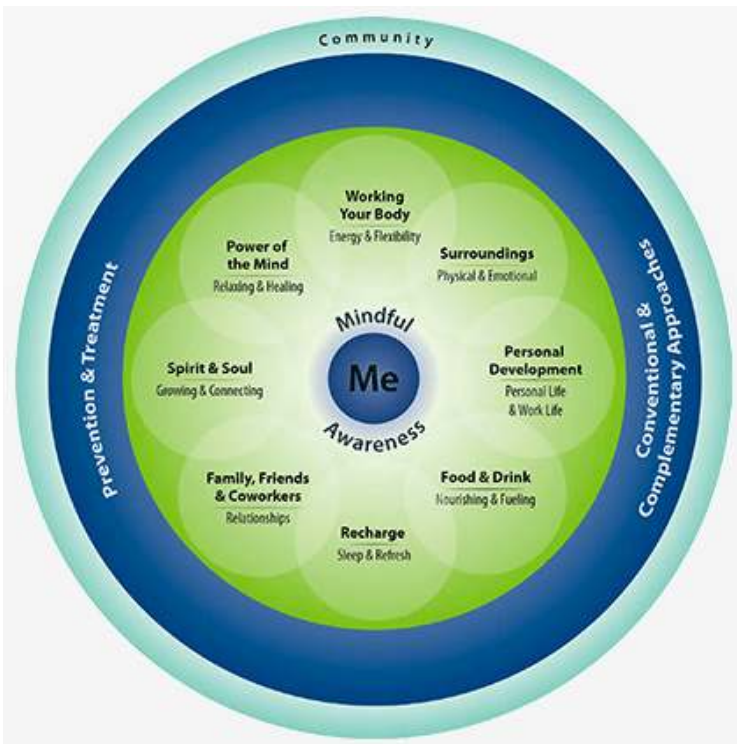 Community
Prevention & Treatment
Conventional &
Complementary Approaches
Working
Your Body
Energy & Flexibility
Surroundings
Physical & Emotional
Personal
Development
Personal Life
& Work Life
Food & Drink
Nourishing & Fueling
Recharge
Sleep & Refresh
Family, Friends
& Coworkers
Relationships
Spirit & Soul
Growing & Connecting
Power of
the Mind
Relaxing & Healing
Mindful
Me
Awareness